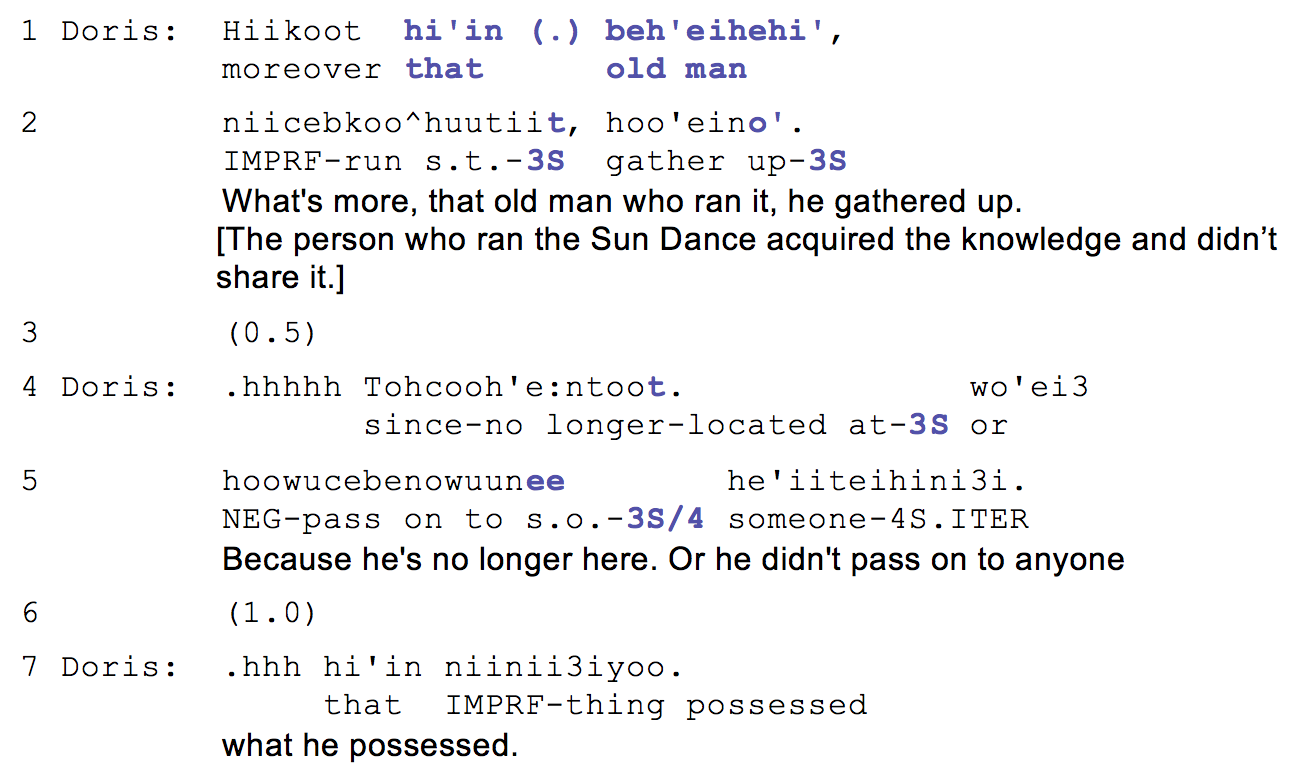 1 Doris: Hiikoot hi'in (.) beh'eihehi',
moreover that old man
2 niicebkoo^huutiit, hoo'eino'.
IMPRF-run s.t.-3S gather up-3S
What's more, that old man who ran it, he gathered up.
[The person who ran the Sun Dance acquired the knowledge and didn’t
share it.]
3 (0.5)
4 Doris: .hhhhh Tohcooh'e:ntoot. wo'ei3
since-no longer-located at-3S or
5 hoowucebenowuunee he'iiteihini3i.
NEG-pass on to s.o.-3S/4 someone-4S.ITER
Because he's no longer here. Or he didn't pass on to anyone
6 (1.0)
7 Doris: .hhh hi'in niinii3iyoo.
that IMPRF-thing possessed
what he possessed.